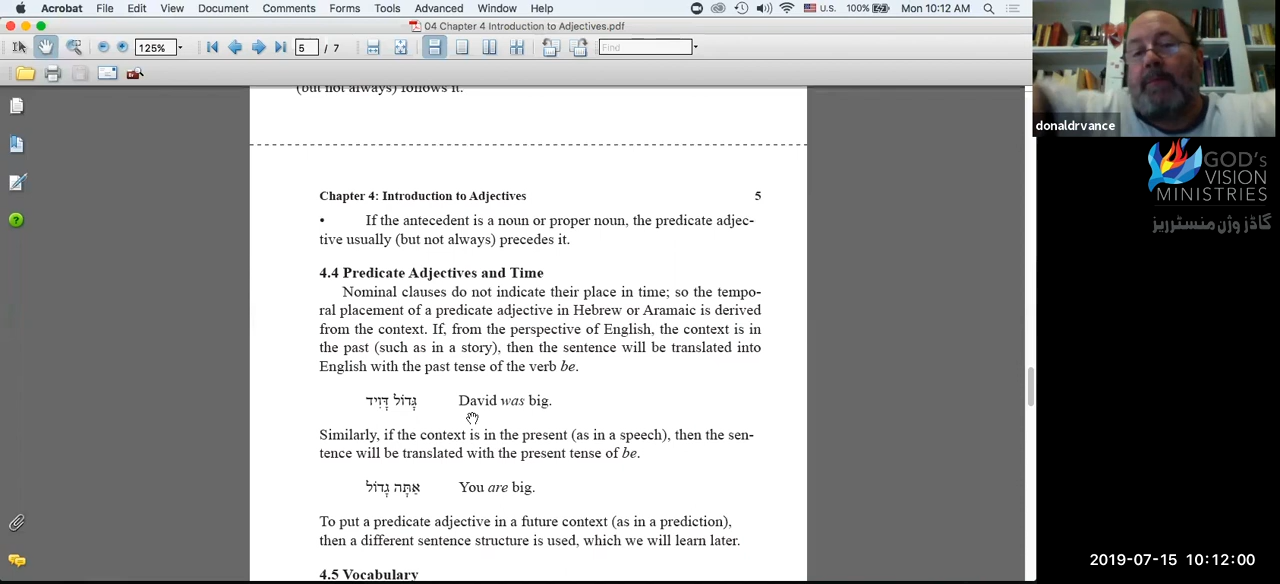 Acrobat File Edit View Document Comments Forms Tools Advanced Window Help U.S. 100% Mon 10:12 AM
04 Chapter 4 Introduction to Adjectives.pdf
125% 5 / 7 Find
(but not always) follows it.
Chapter 4: Introduction to Adjectives 5
• If the antecedent is a noun or proper noun, the predicate adjec-
tive usually (but not always) precedes it.
4.4 Predicate Adjectives and Time
Nominal clauses do not indicate their place in time; so the tempo-
ral placement of a predicate adjective in Hebrew or Aramaic is derived
from the context. If, from the perspective of English, the context is in
the past (such as in a story), then the sentence will be translated into
English with the past tense of the verb be.
גָּדוֹל דָּוִיד David was big.
Similarly, if the context is in the present (as in a speech), then the sen-
tence will be translated with the present tense of be.
אַתָּה גָדוֹל You are big.
To put a predicate adjective in a future context (as in a prediction),
then a different sentence structure is used, which we will learn later.
4.5 Vocabulary
donaldrvance
GOD's
VISION
MINISTRIES
گاڈز وژن منسٹریز
2019-07-15 10:12:00